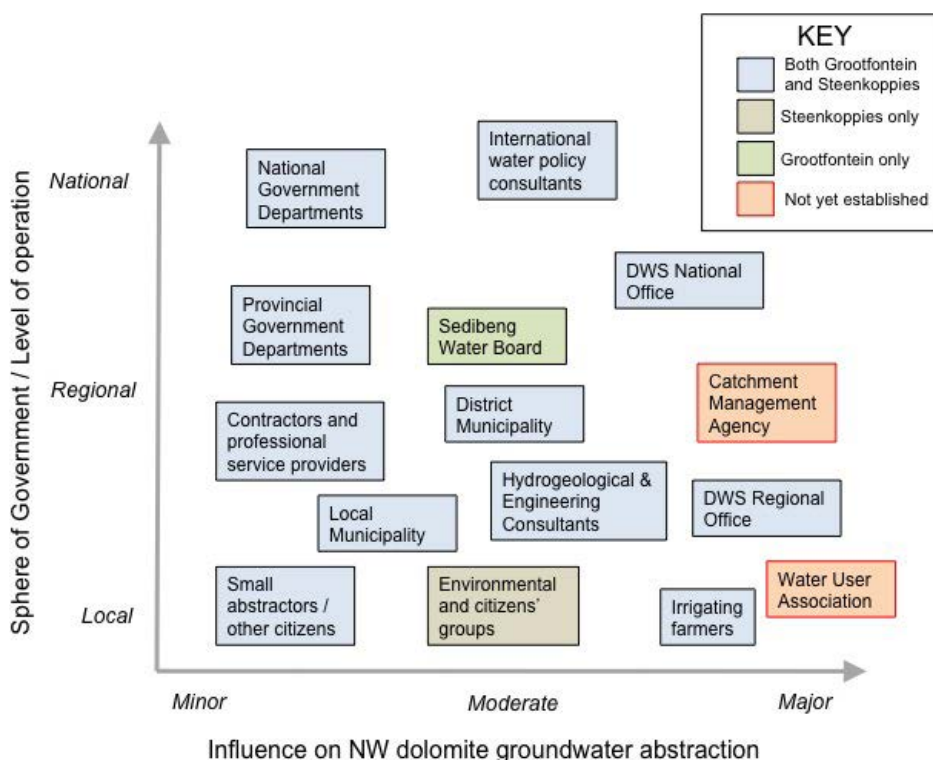 KEY
Both Grootfontein
and Steenkoppies
Steenkoppies only
Grootfontein only
Not yet established
Sphere of Government / Level of operation
National
Regional
Local
National
Government
Departments
International
water policy
consultants
DWS National
Office
Provincial
Government
Departments
Sedibeng
Water Board
Catchment
Management
Agency
Contractors and
professional
service providers
District
Municipality
Hydrogeological &
Engineering
Consultants
DWS Regional
Office
Local
Municipality
Small
abstractors /
other citizens
Environmental
and citizens’
groups
Irrigating
farmers
Water User
Association
Minor
Moderate
Major
Influence on NW dolomite groundwater abstraction